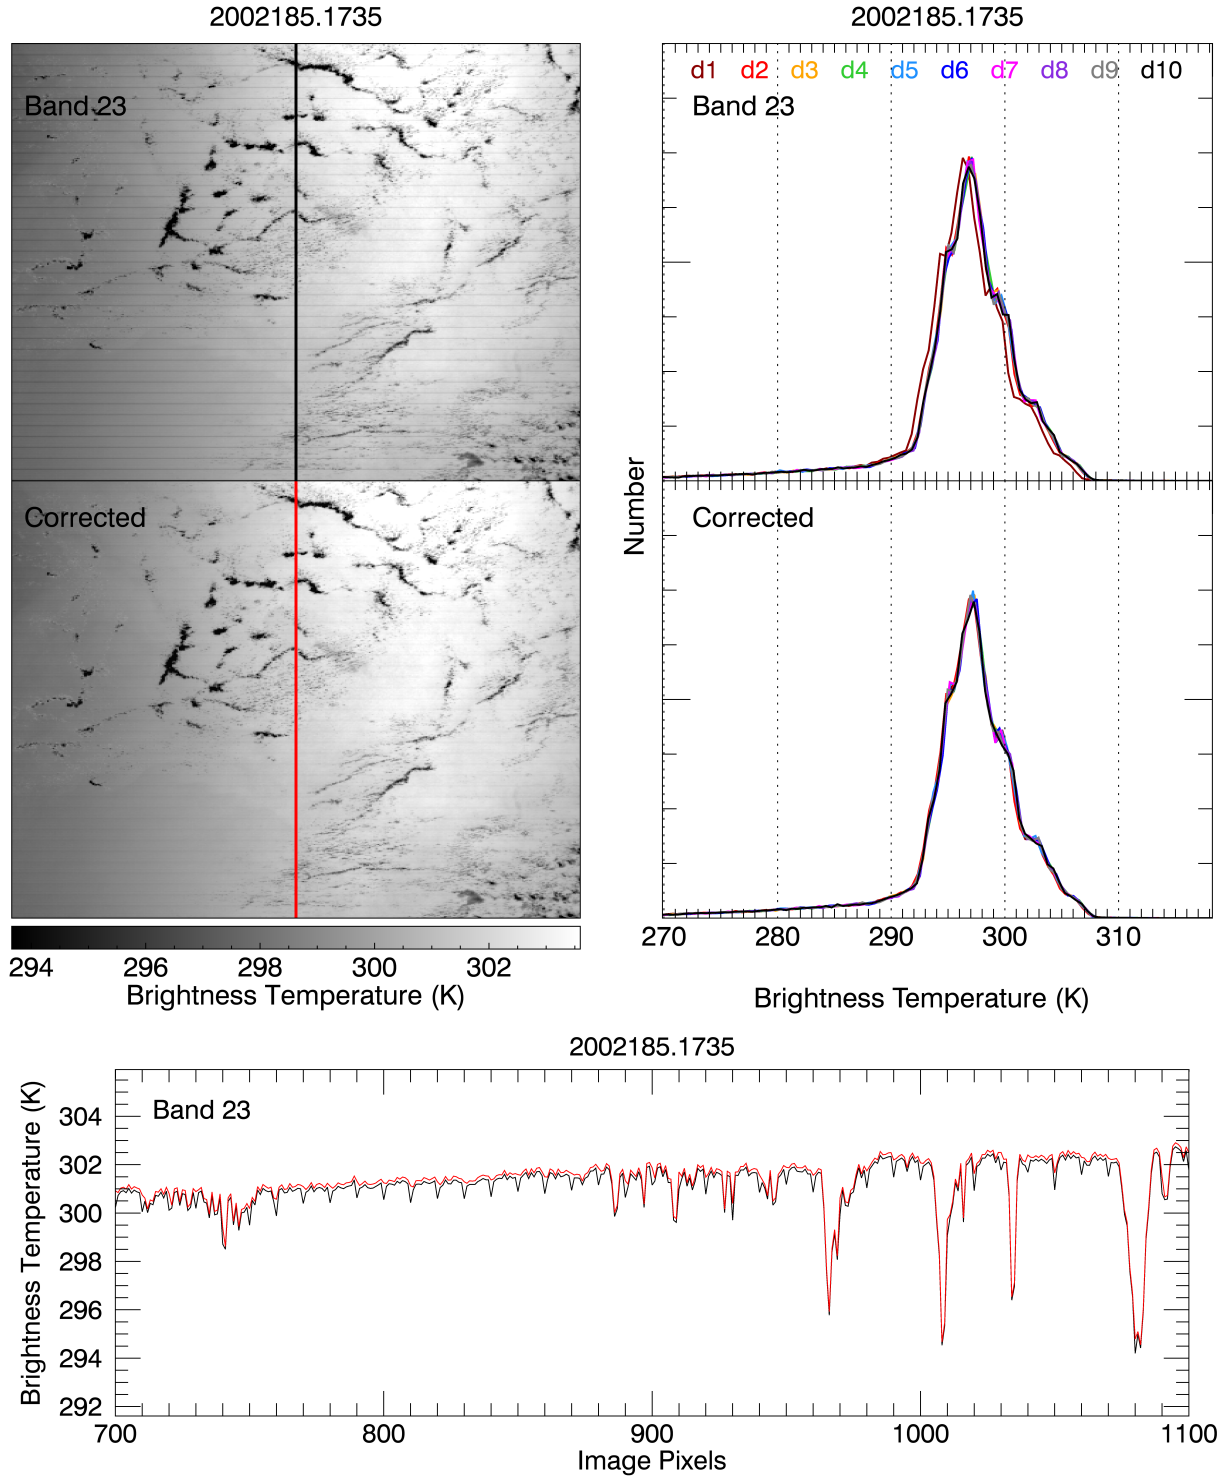 2002185.1735
Band 23
Corrected
294 296 298 300 302
Brightness Temperature (K)
2002185.1735
d1 d2 d3 d4 d5 d6 d7 d8 d9 d10
Band 23
Number
Corrected
270 280 290 300 310
Brightness Temperature (K)
2002185.1735
Band 23
Brightness Temperature (K)
304
302
300
298
296
294
292
700 800 900 1000 1100
Image Pixels